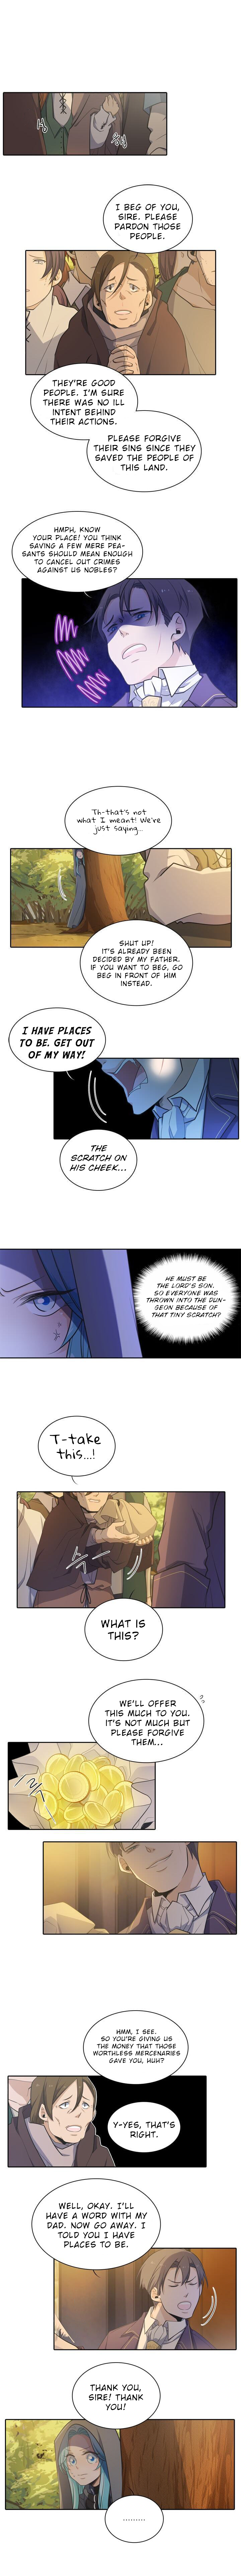 I BEG OF YOU,
SIRE. PLEASE
PARDON THOSE
PEOPLE.
THEY'RE GOOD
PEOPLE. I'M SURE
THERE WAS NO ILL
INTENT BEHIND
THEIR ACTIONS.
PLEASE FORGIVE
THEIR SINS SINCE THEY
SAVED THE PEOPLE OF
THIS LAND.
HMPH, KNOW
YOUR PLACE! YOU THINK
SAVING A FEW MERE PEA-
SANTS SHOULD MEAN ENOUGH
TO CANCEL OUT CRIMES
AGAINST US NOBLES?
Th-that's not
what I meant! We're
just saying...
SHUT UP!
IT'S ALREADY BEEN
DECIDED BY MY FATHER.
IF YOU WANT TO BEG, GO
BEG IN FRONT OF HIM
INSTEAD.
I HAVE PLACES
TO BE. GET OUT
OF MY WAY!
THE
SCRATCH ON
HIS CHEEK...
HE MUST BE
THE LORD'S SON.
SO EVERYONE WAS
THROWN INTO THE DUN-
GEON BECAUSE OF
THAT TINY SCRATCH?
T-take
this...!
WHAT IS
THIS?
WE'LL OFFER
THIS MUCH TO YOU.
IT'S NOT MUCH BUT
PLEASE FORGIVE
THEM...
HMM, I SEE.
SO YOU'RE GIVING US
THE MONEY THAT THOSE
WORTHLESS MERCENARIES
GAVE YOU, HUH?
Y-YES, THAT'S
RIGHT.
WELL, OKAY. I'LL
HAVE A WORD WITH MY
DAD. NOW GO AWAY. I
TOLD YOU I HAVE
PLACES TO BE.
THANK YOU,
SIRE! THANK
YOU!
.........